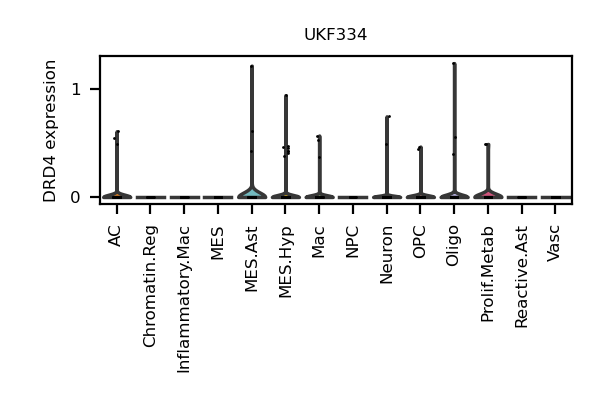 UKF334
DRD4 expression
1
0
AC
Chromatin.Reg
Inflammatory.Mac
MES
MES.Ast
MES.Hyp
Mac
NPC
Neuron
OPC
Oligo
Prolif.Metab
Reactive.Ast
Vasc